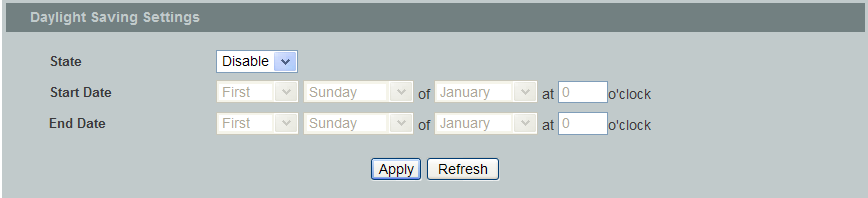 Daylight Saving Settings
State Disable
Start Date First Sunday of January at 0 o'clock
End Date First Sunday of January at 0 o'clock
Apply Refresh